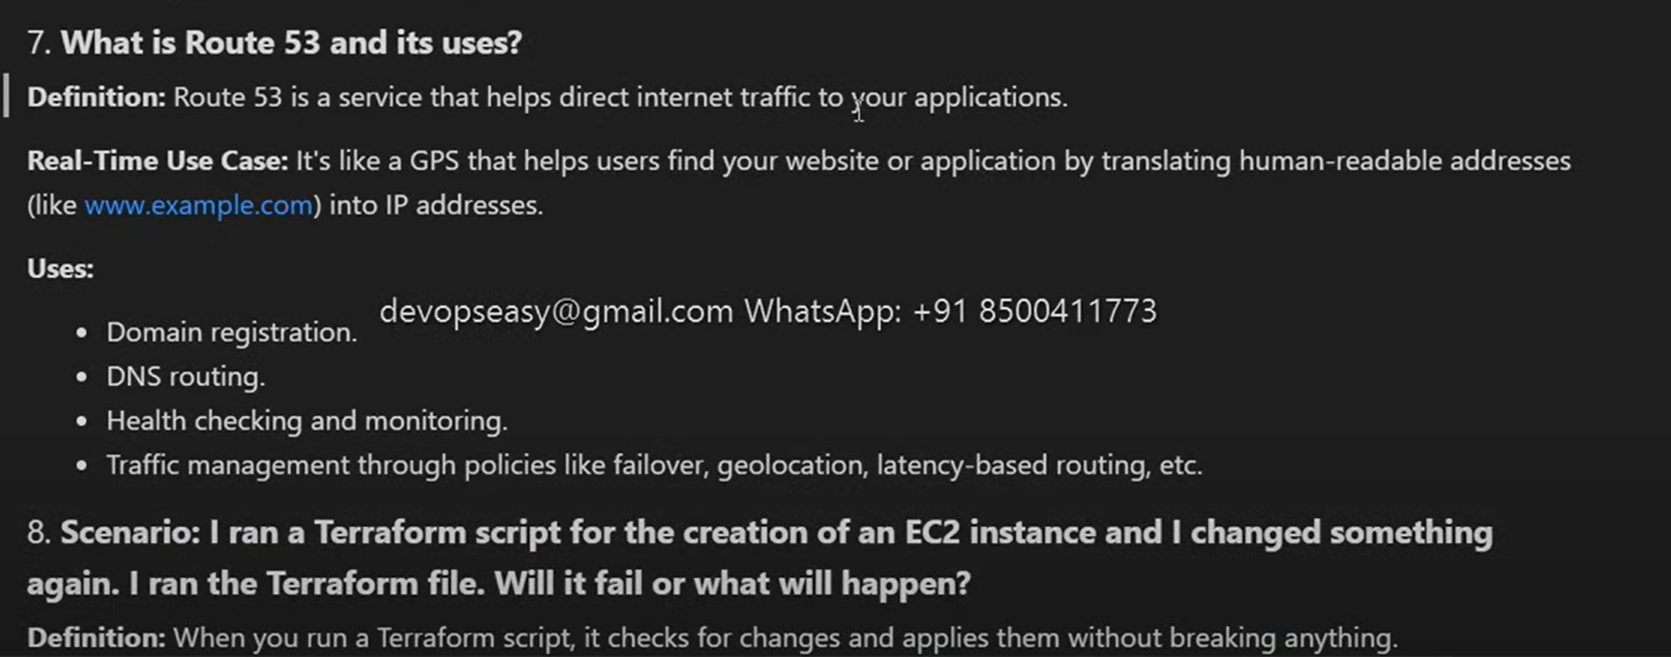 7. What is Route 53 and its uses?
Definition: Route 53 is a service that helps direct internet traffic to your applications.
Real-Time Use Case: It's like a GPS that helps users find your website or application by translating human-readable addresses
(like www.example.com) into IP addresses.
Uses:
devopseasy@gmail.com WhatsApp: +91 8500411773
• Domain registration.
• DNS routing.
• Health checking and monitoring.
• Traffic management through policies like failover, geolocation, latency-based routing, etc.
8. Scenario: I ran a Terraform script for the creation of an EC2 instance and I changed something
again. I ran the Terraform file. Will it fail or what will happen?
Definition: When you run a Terraform script, it checks for changes and applies them without breaking anything.